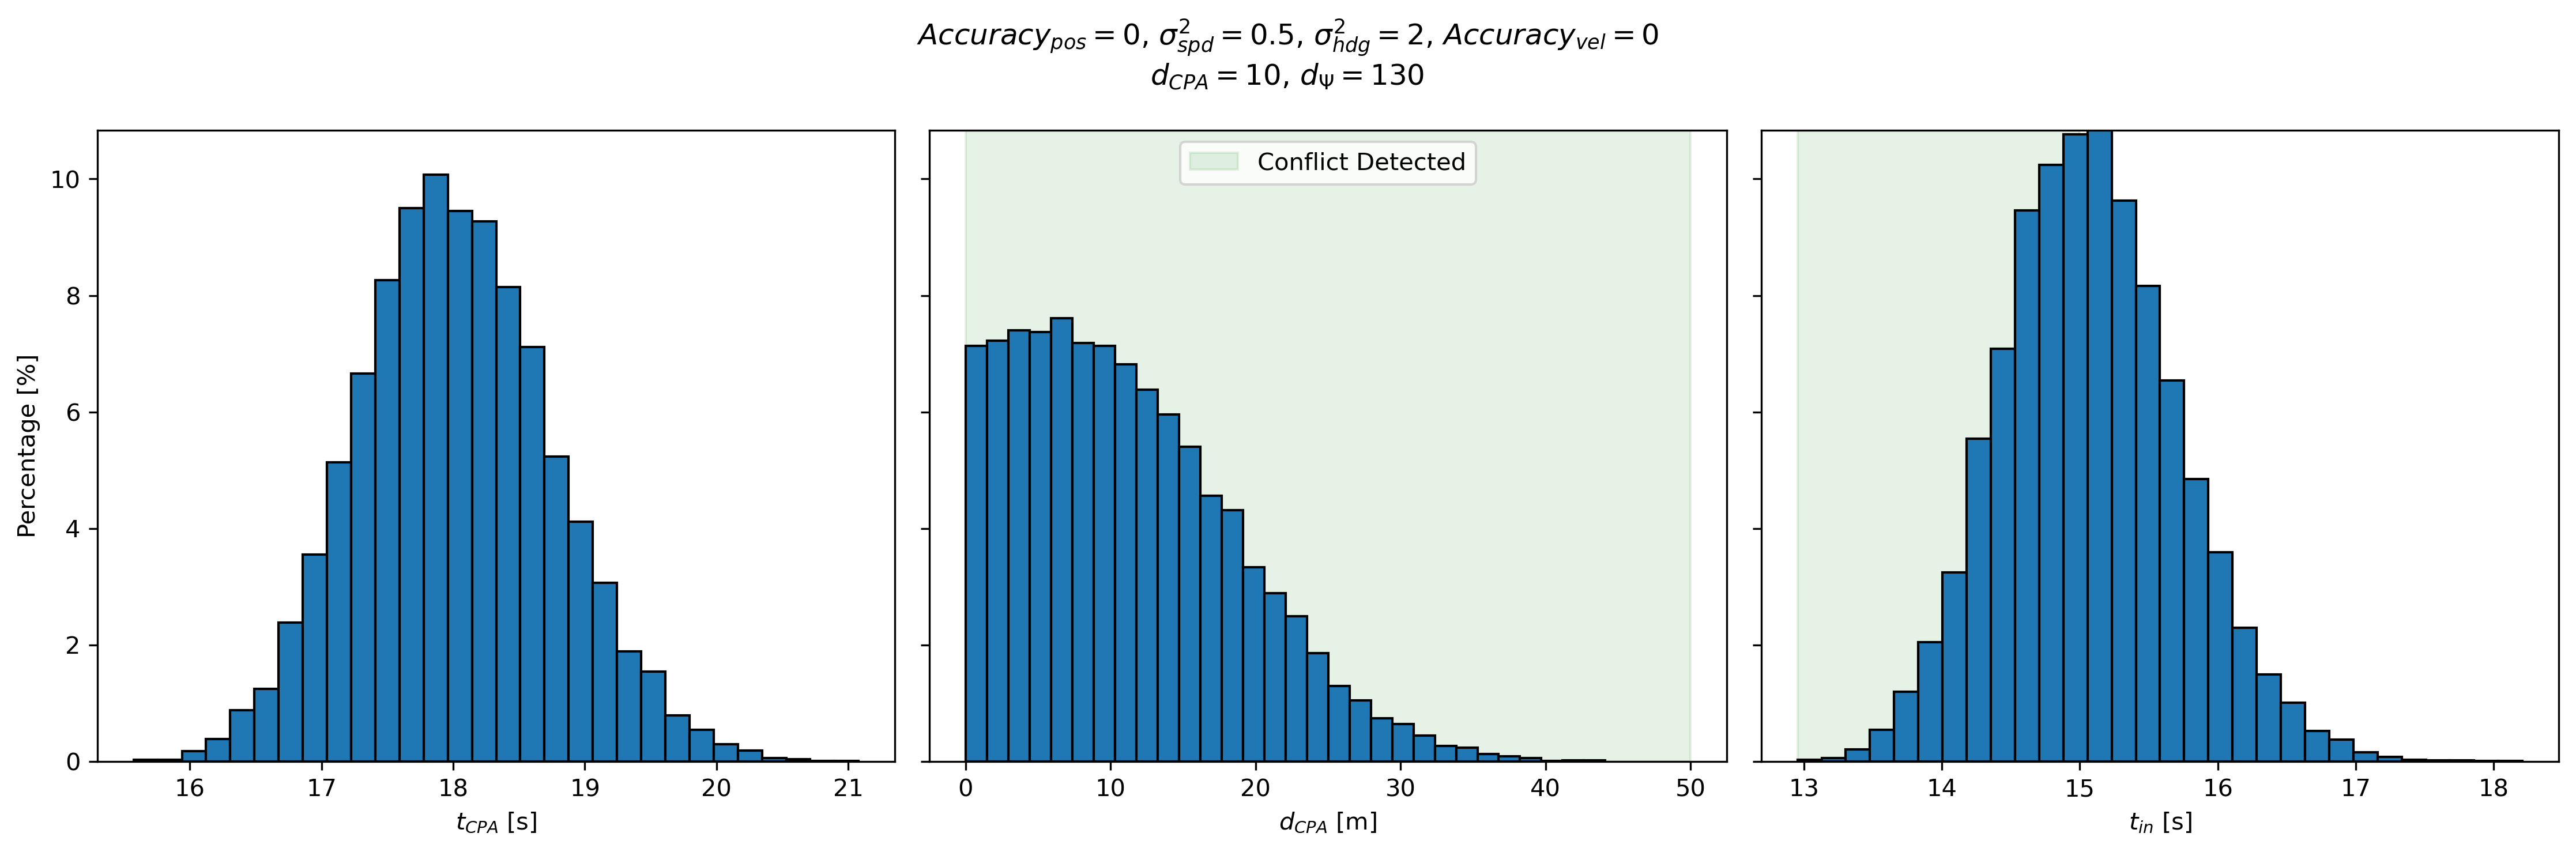 Accuracy_pos = 0, σ²_spd = 0.5, σ²_hdg = 2, Accuracy_vel = 0
d_CPA = 10, d_Ψ = 130
Percentage [%]
10
8
6
4
2
0
16 17 18 19 20 21
t_CPA [s]
Conflict Detected
0 10 20 30 40 50
d_CPA [m]
13 14 15 16 17 18
t_in [s]